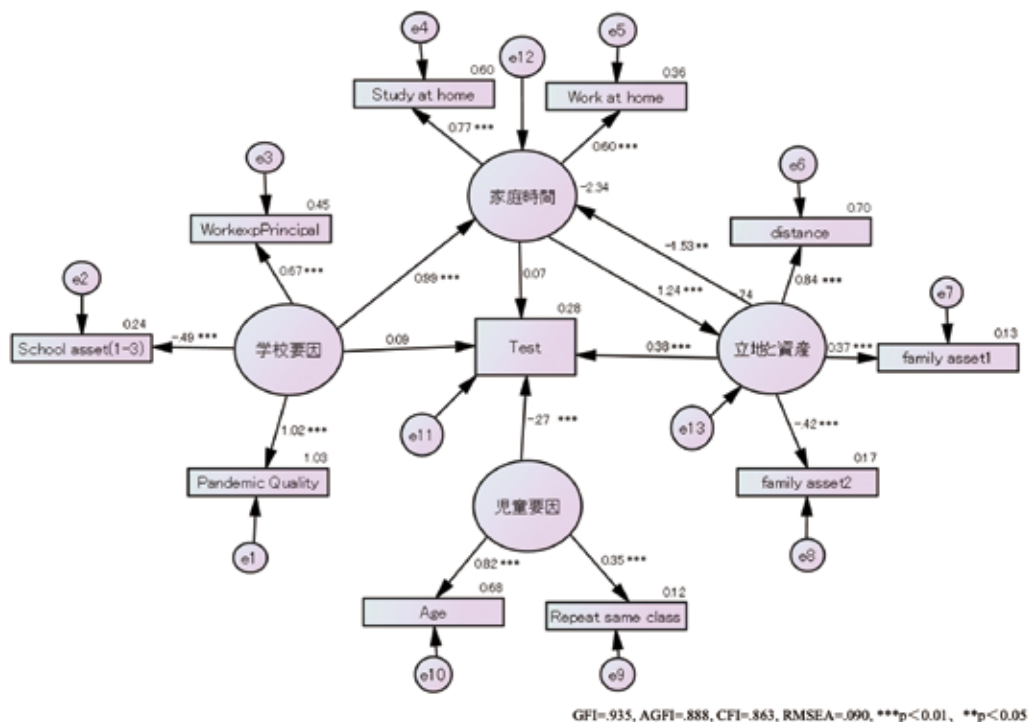 e4
e12
e5
0.60
Study at home
0.36
Work at home
0.77 ***
0.60 ***
e3
0.45
WorkexpPrincipal
家庭時間
-2.34
e6
0.70
distance
0.67 ***
0.99 ***
0.07
-1.53 **
1.24 ***
0.84 ***
e2
0.24
School asset(1-3)
-.49 ***
学校要因
0.09
0.28
Test
0.38 ***
.74
立地と資産
0.37 ***
e7
0.13
family asset1
1.02 ***
e11
-.27 ***
e13
-.42 ***
1.03
Pandemic Quality
0.17
family asset2
e1
児童要因
e8
0.82 ***
0.35 ***
0.68
Age
0.12
Repeat same class
e10
e9
GFI=.935, AGFI=.888, CFI=.863, RMSEA=.090, ***p<0.01、 **p<0.05